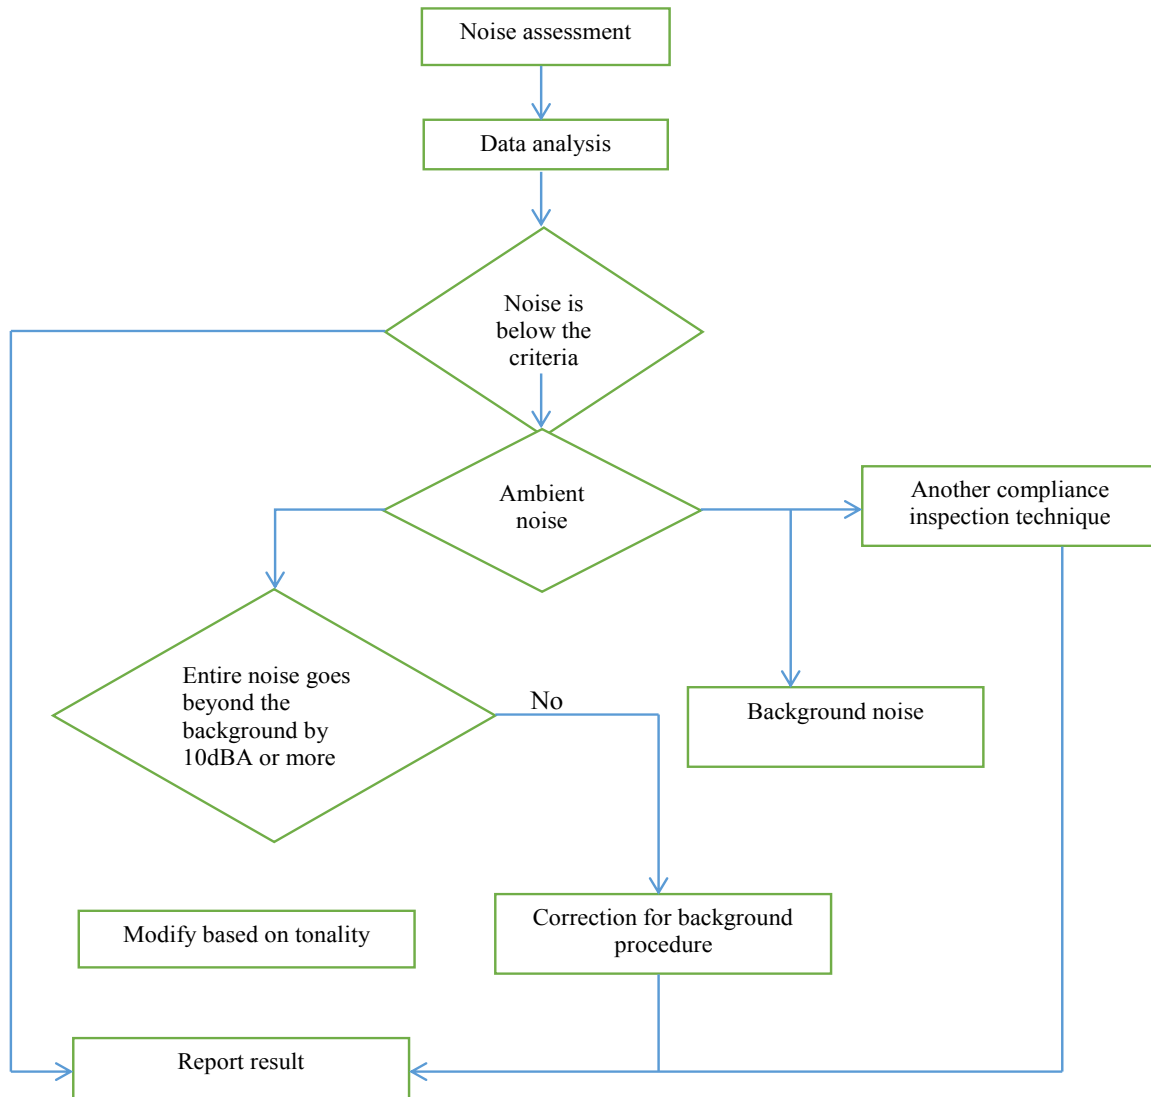 Noise assessment
Data analysis
Noise is
below the
criteria
Ambient
noise
Another compliance
inspection technique
Entire noise goes
beyond the
background by
10dBA or more
No
Background noise
Modify based on tonality
Correction for background
procedure
Report result